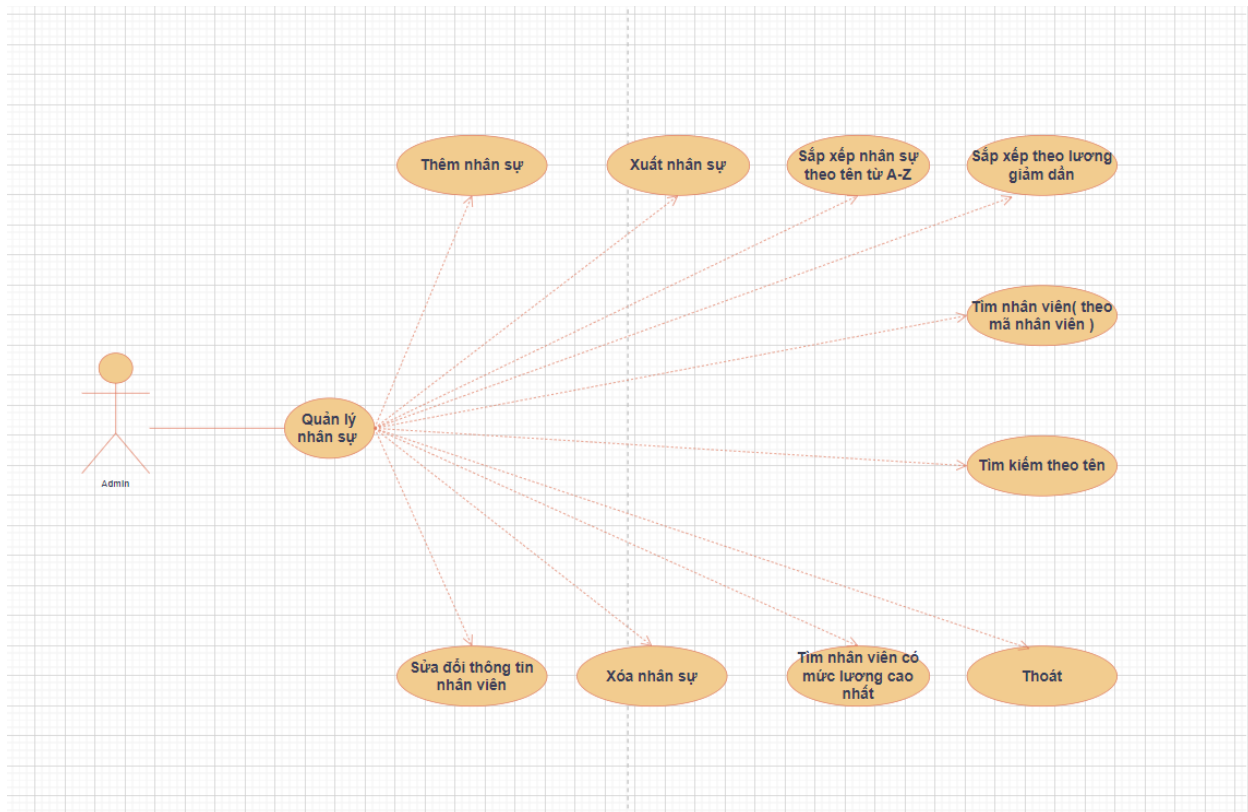 Thêm nhân sự
Xuất nhân sự
Sắp xếp nhân sự
theo tên từ A-Z
Sắp xếp theo lương
giảm dần
Tìm nhân viên( theo
mã nhân viên )
Quản lý
nhân sự
Tìm kiếm theo tên
Admin
Sửa đổi thông tin
nhân viên
Xóa nhân sự
Tìm nhân viên có
mức lương cao
nhất
Thoát